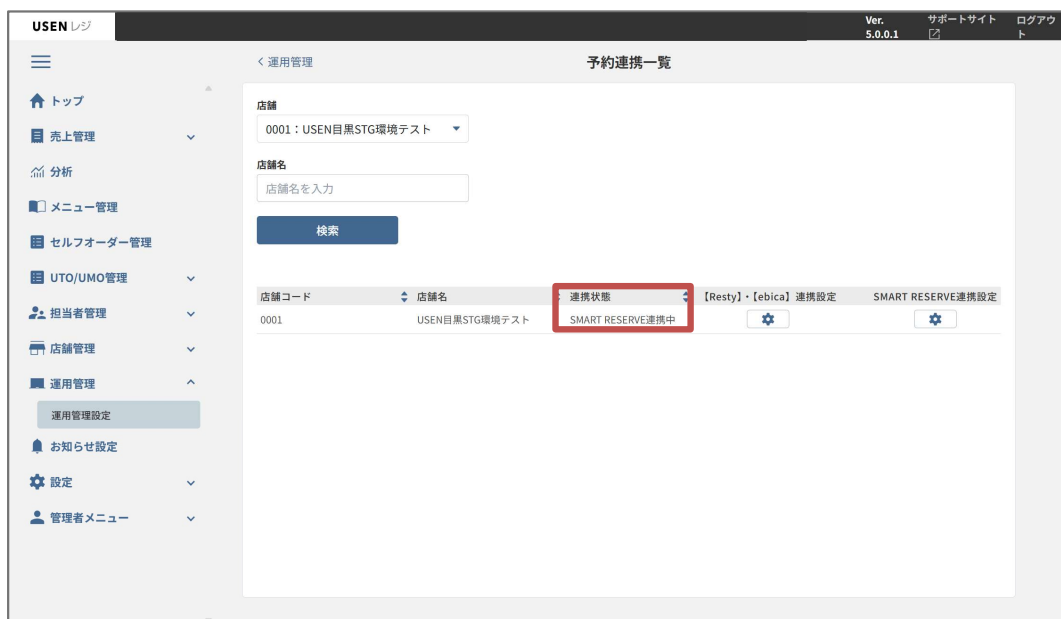 USEN レジ
Ver.
5.0.0.1
サポートサイト
ログアウ
ト
く 運用管理
予約連携一覧
トップ
売上管理
分析
メニュー管理
セルフオーダー管理
UTO/UMO管理
担当者管理
店舗管理
運用管理
運用管理設定
お知らせ設定
設定
管理者メニュー
店舗
0001：USEN目黒STG環境テスト
店舗名
店舗名を入力
検索
店舗コード 店舗名 連携状態 【Resty】・【ebica】連携設定 SMART RESERVE連携設定
0001 USEN目黒STG環境テスト SMART RESERVE連携中